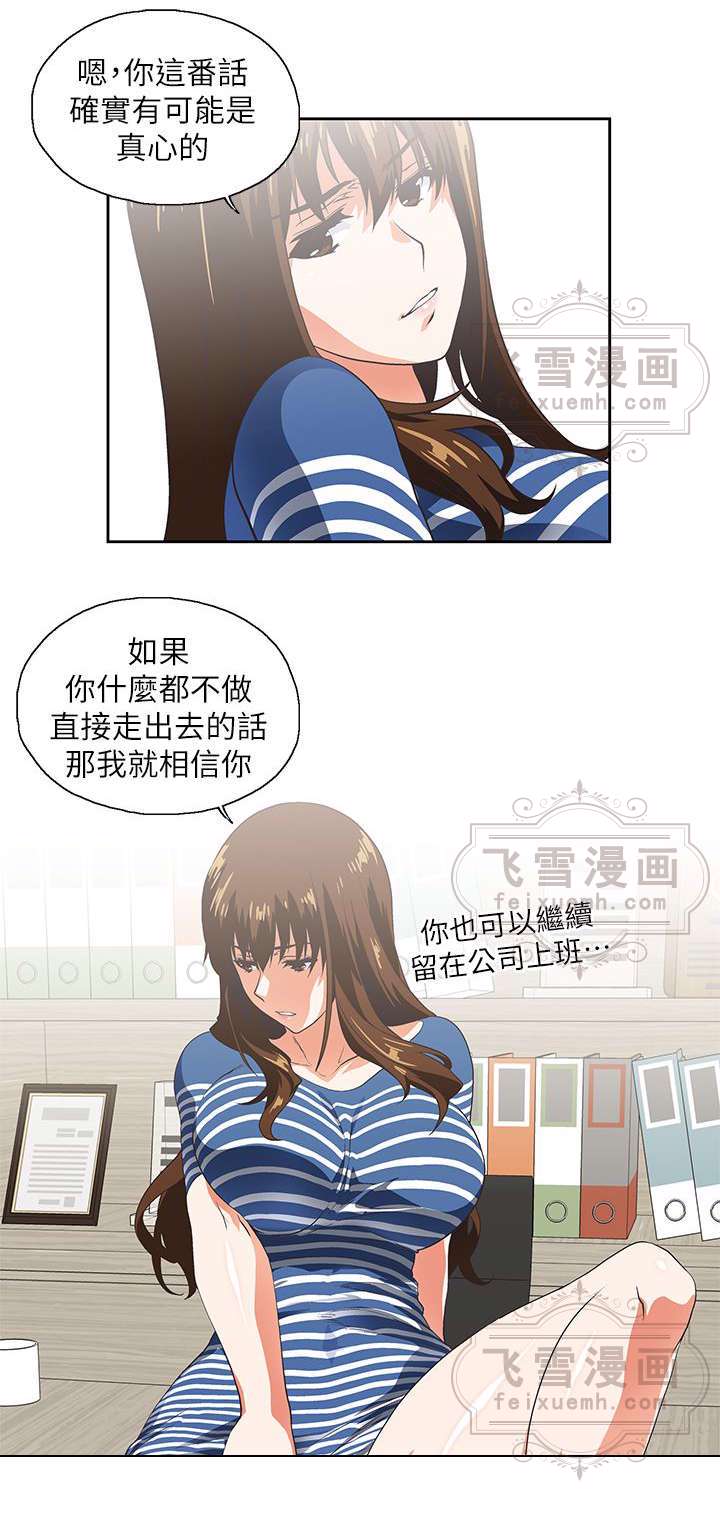 嗯，你這番話
確實有可能是
真心的
飞雪漫画
feixuemh.com
如果
你什麼都不做
直接走出去的話
那我就相信你
飞雪漫画
feixuemh.com
你也可以繼續
留在公司上班…
飞雪漫画
feixuemh.com